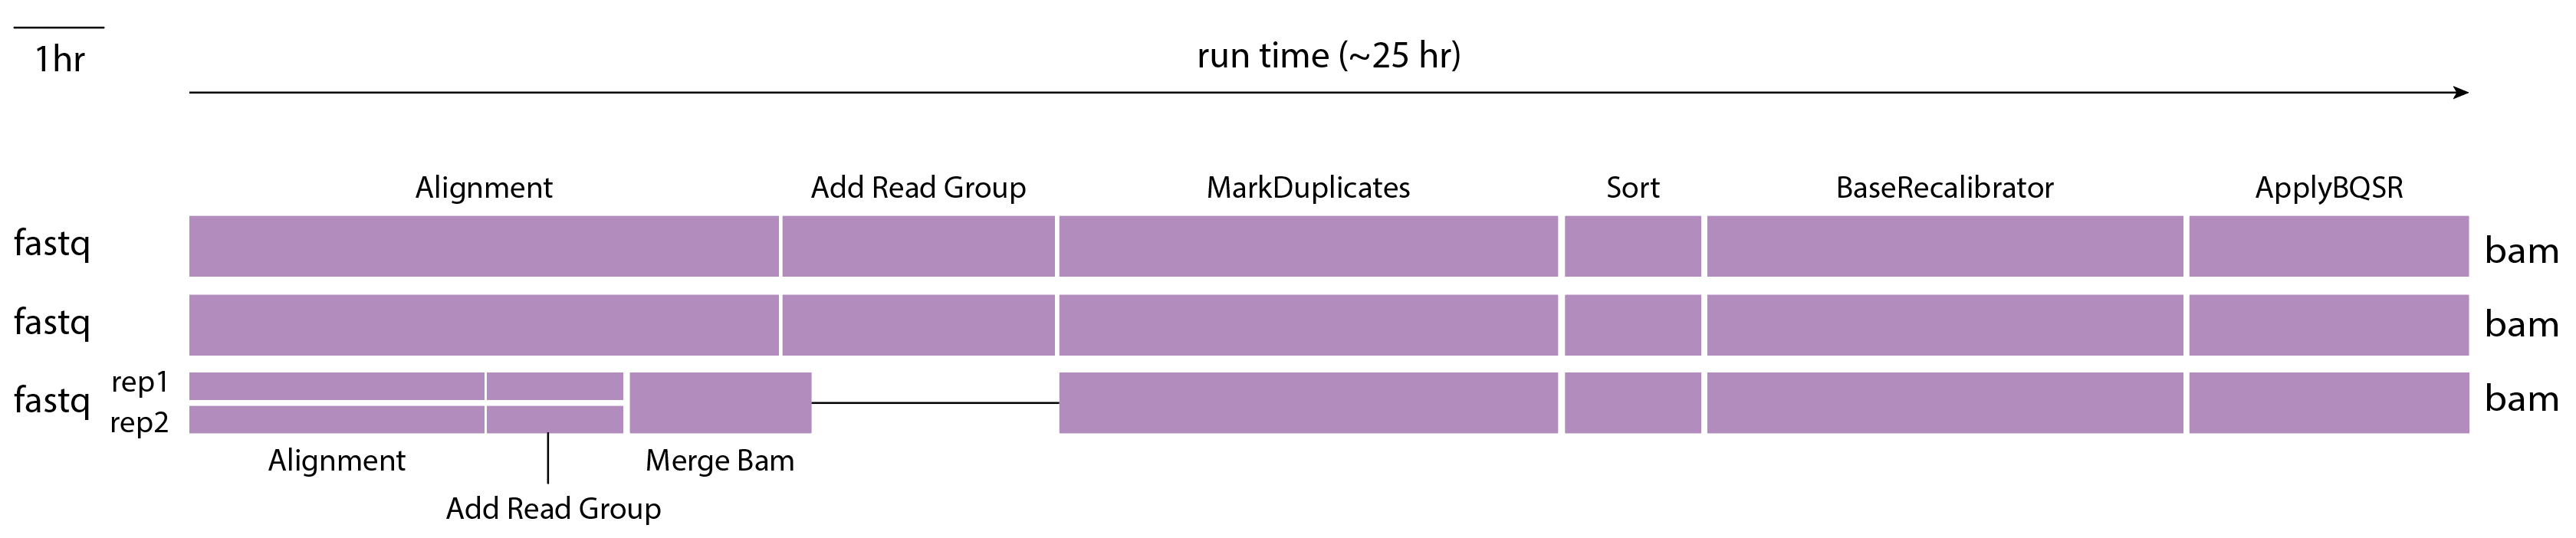 1hr
run time (~25 hr)
Alignment Add Read Group MarkDuplicates Sort BaseRecalibrator ApplyBQSR
fastq bam
fastq bam
fastq rep1 bam
rep2
Alignment Merge Bam
Add Read Group